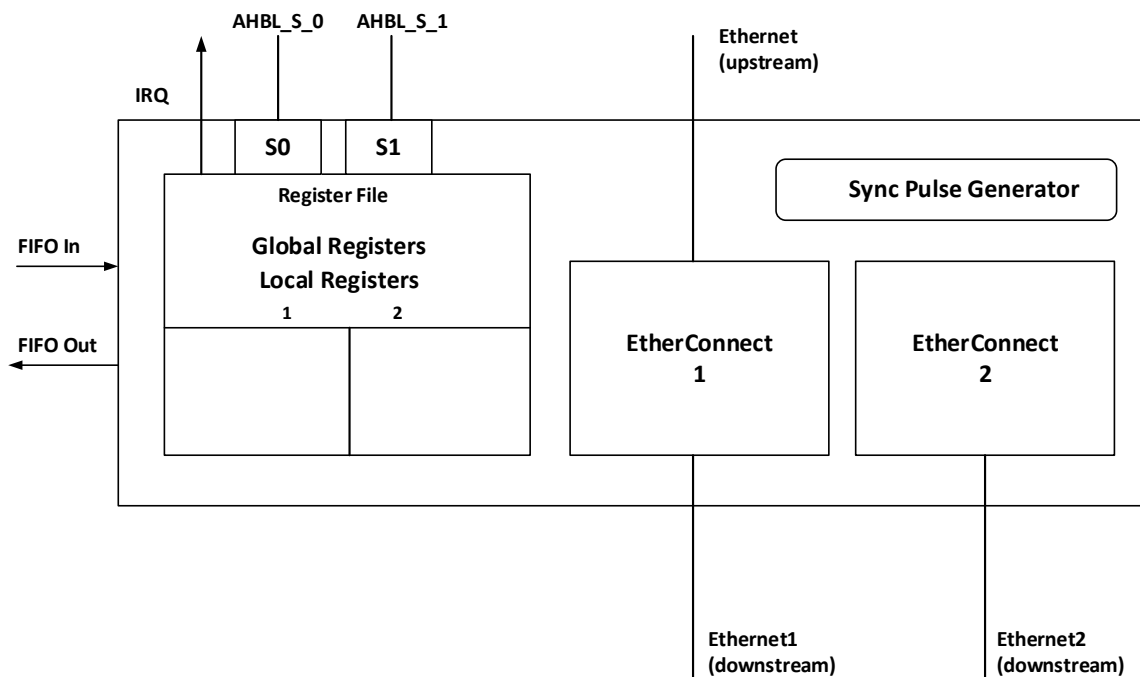 AHBL_S_0
AHBL_S_1
Ethernet
(upstream)
IRQ
S0
S1
Register File
Sync Pulse Generator
FIFO In
Global Registers
Local Registers
1
2
EtherConnect
1
EtherConnect
2
FIFO Out
Ethernet1
(downstream)
Ethernet2
(downstream)